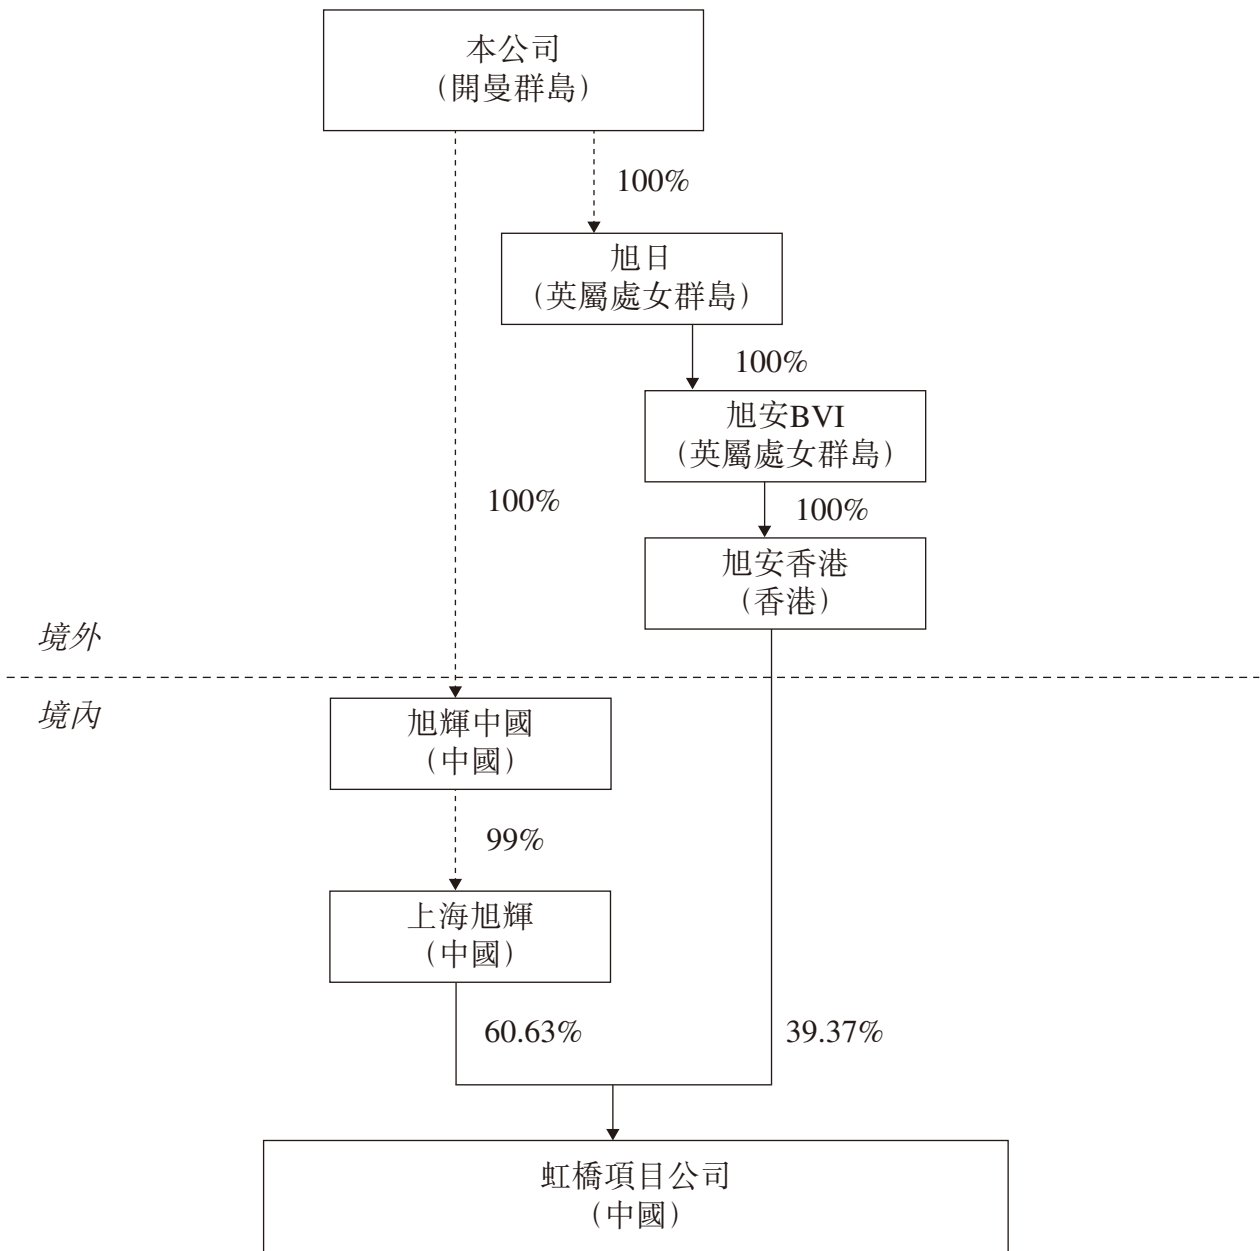 本公司
（開曼群島）
100%
旭日
（英屬處女群島）
100%
旭安BVI
（英屬處女群島）
100%
100%
旭安香港
（香港）
境外
境內
旭輝中國
（中國）
99%
上海旭輝
（中國）
60.63%
39.37%
虹橋項目公司
（中國）